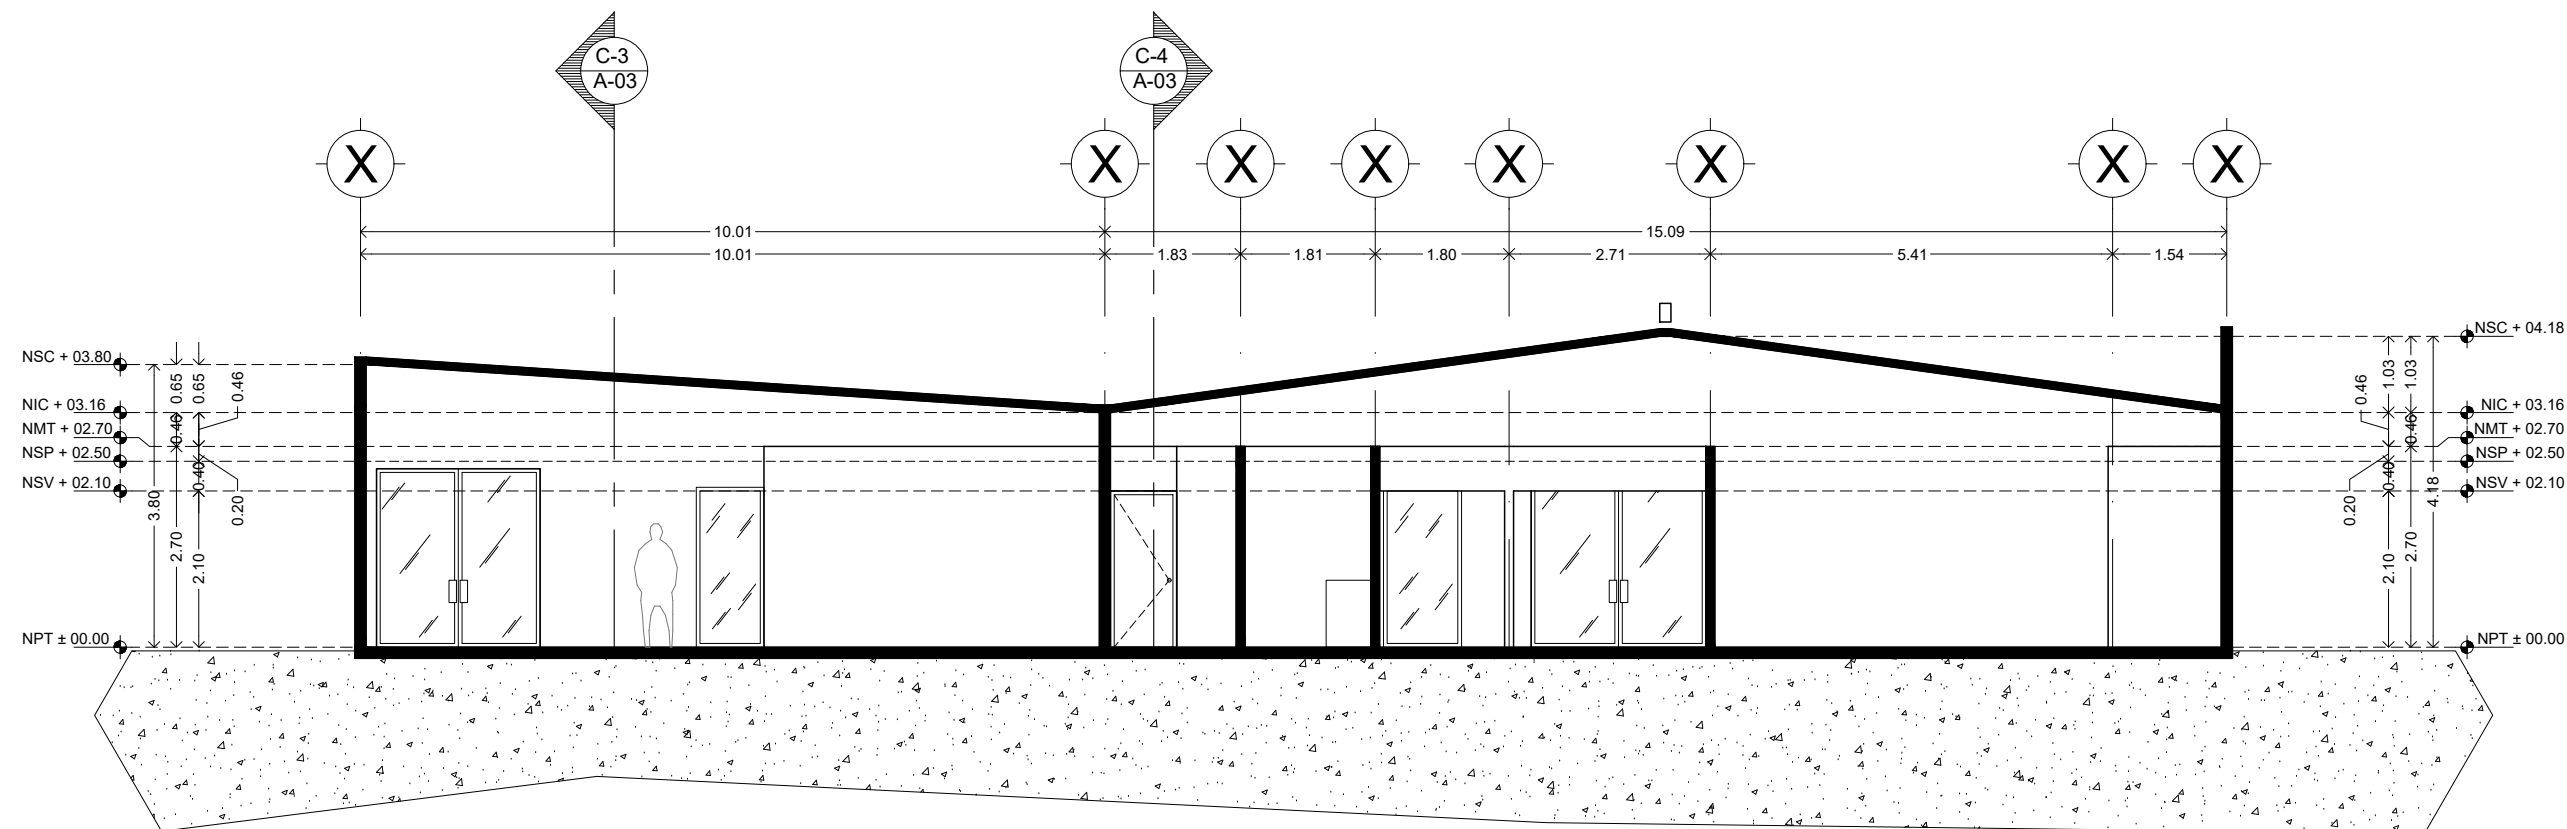 C-3
A-03
C-4
A-03
X X X X X X X X
10.01 15.09
10.01 1.83 1.81 1.80 2.71 5.41 1.54
NSC + 03.80
NIC + 03.16
NMT + 02.70
NSP + 02.50
NSV + 02.10
NPT ± 00.00
3.80
0.65
0.46
2.70
0.65
0.40
2.10
0.46
0.20
0.46
0.20
1.03
0.40
2.10
1.03
0.46
2.70
4.18
NSC + 04.18
NIC + 03.16
NMT + 02.70
NSP + 02.50
NSV + 02.10
NPT ± 00.00